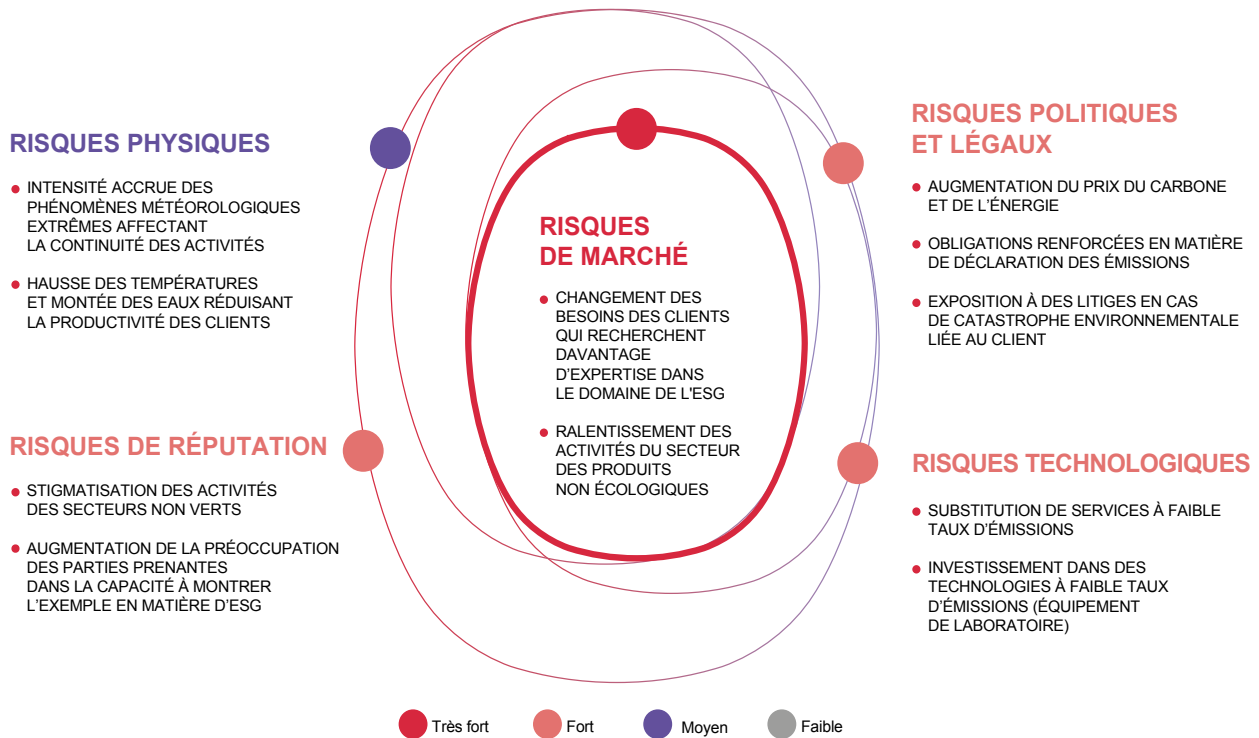 RISQUES PHYSIQUES
INTENSITÉ ACCRUE DES
PHÉNOMÈNES MÉTÉOROLOGIQUES
EXTRÊMES AFFECTANT
LA CONTINUITÉ DES ACTIVITÉS
HAUSSE DES TEMPÉRATURES
ET MONTÉE DES EAUX RÉDUISANT
LA PRODUCTIVITÉ DES CLIENTS
RISQUES DE RÉPUTATION
STIGMATISATION DES ACTIVITÉS
DES SECTEURS NON VERTS
AUGMENTATION DE LA PRÉOCCUPATION
DES PARTIES PRENANTES
DANS LA CAPACITÉ À MONTRER
L'EXEMPLE EN MATIÈRE D'ESG
RISQUES
DE MARCHÉ
CHANGEMENT DES
BESOINS DES CLIENTS
QUI RECHERCHENT
DAVANTAGE
D'EXPERTISE DANS
LE DOMAINE DE L'ESG
RALENTISSEMENT DES
ACTIVITÉS DU SECTEUR
DES PRODUITS
NON ÉCOLOGIQUES
RISQUES POLITIQUES
ET LÉGAUX
AUGMENTATION DU PRIX DU CARBONE
ET DE L'ÉNERGIE
OBLIGATIONS RENFORCÉES EN MATIÈRE
DE DÉCLARATION DES ÉMISSIONS
EXPOSITION À DES LITIGES EN CAS
DE CATASTROPHE ENVIRONNEMENTALE
LIÉE AU CLIENT
RISQUES TECHNOLOGIQUES
SUBSTITUTION DE SERVICES À FAIBLE
TAUX D'ÉMISSIONS
INVESTISSEMENT DANS DES
TECHNOLOGIES À FAIBLE TAUX
D'ÉMISSIONS (ÉQUIPEMENT
DE LABORATOIRE)
Très fort
Fort
Moyen
Faible